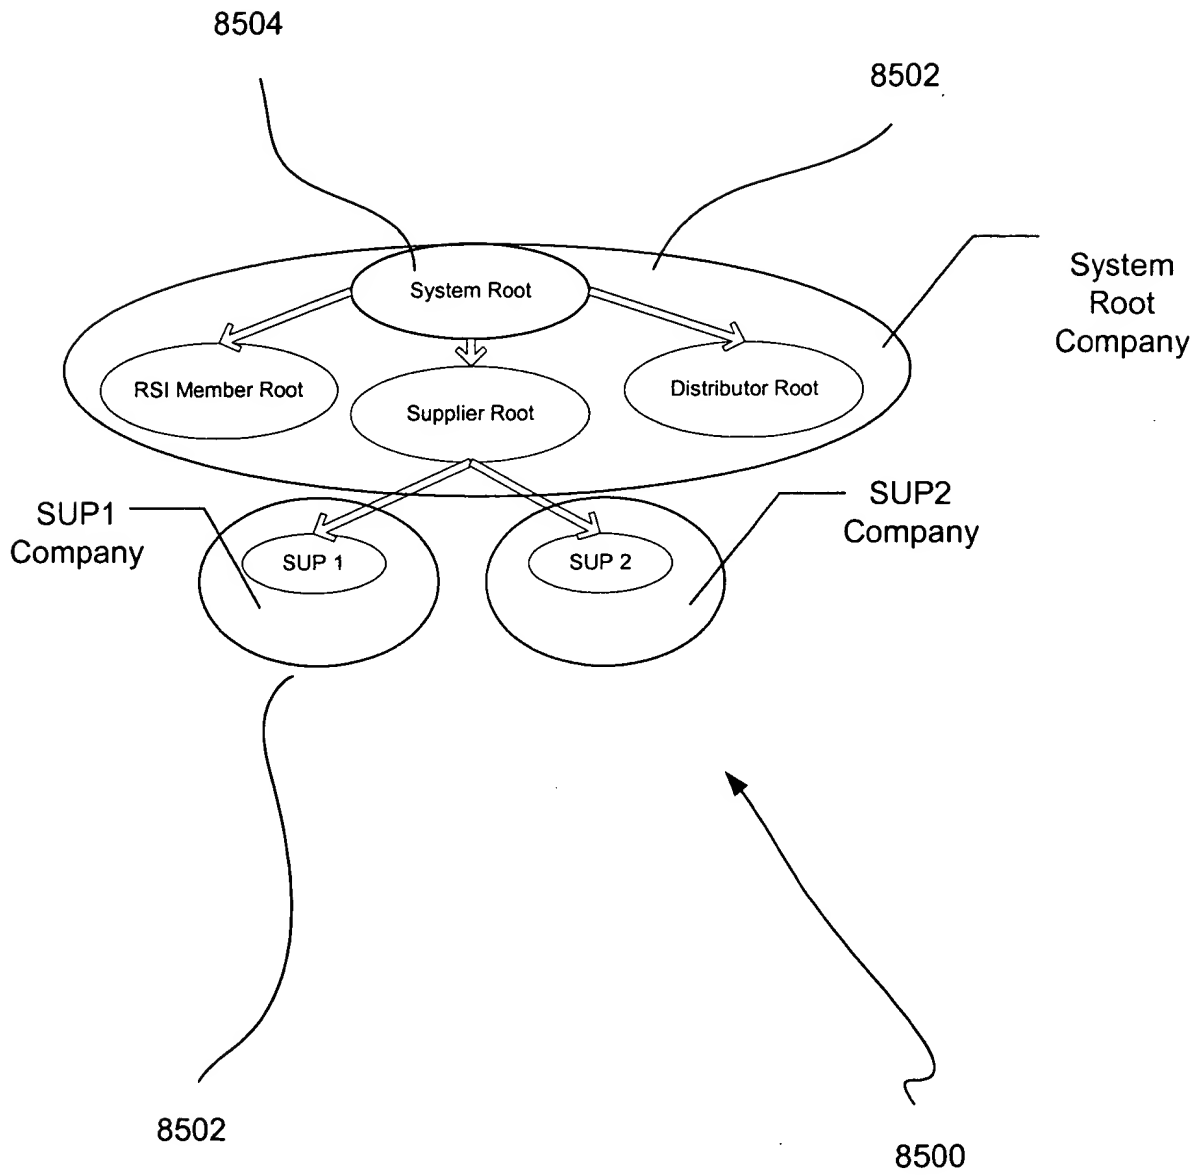 8504
8502
System
Root
Company
System Root
RSI Member Root
Supplier Root
Distributor Root
SUP1
Company
SUP2
Company
SUP 1
SUP 2
8502
8500